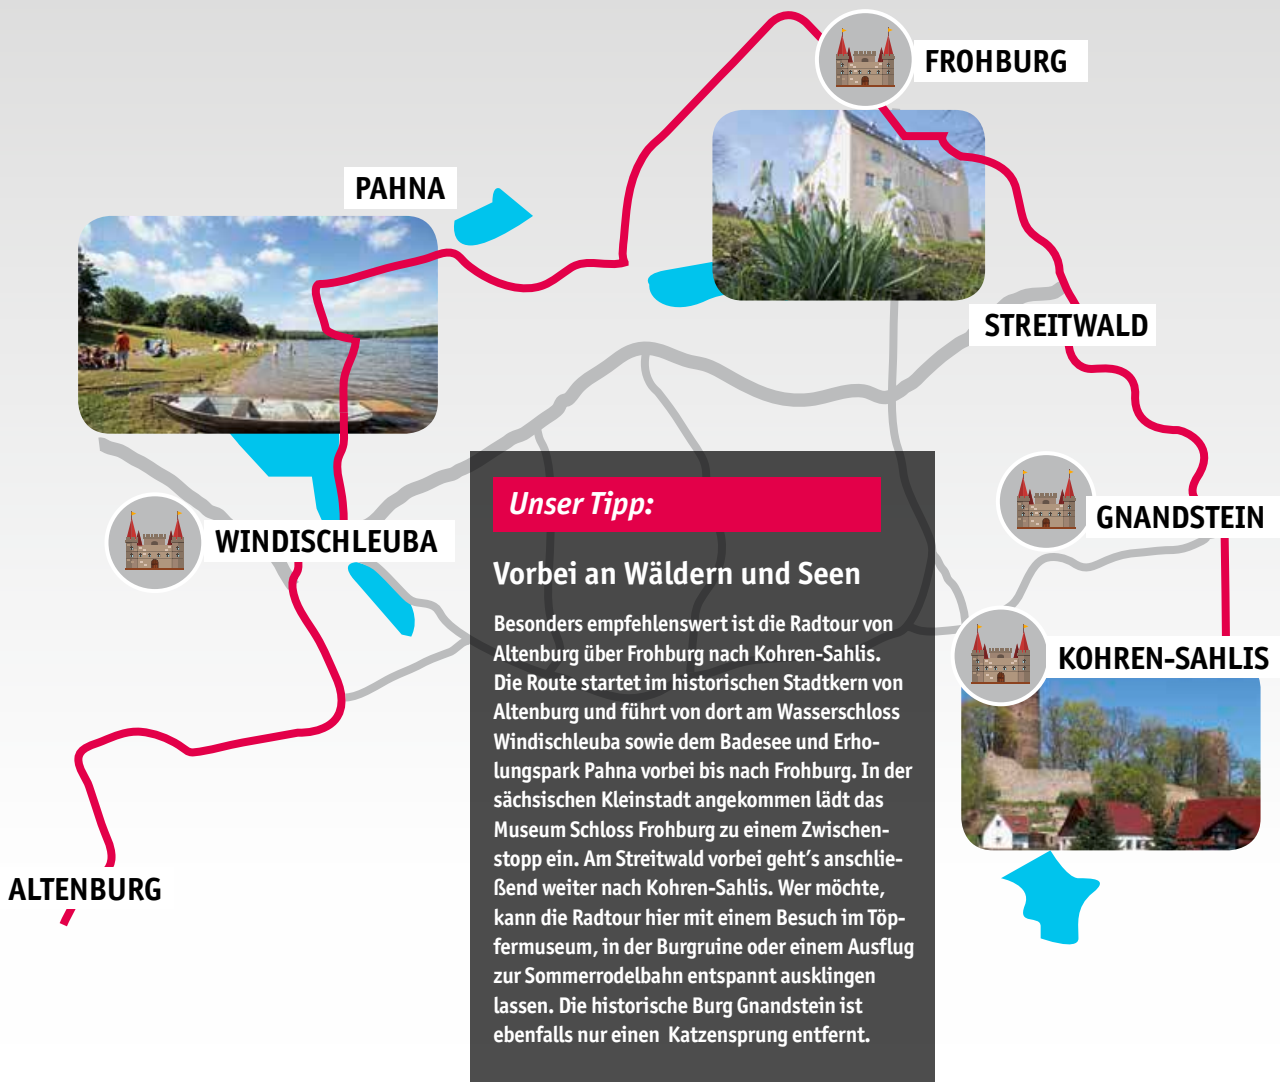 FROHBURG
PAHNA
STREITWALD
GNANDSTEIN
WINDISCHLEUBA
KOHREN-SAHLIS
ALTENBURG
Unser Tipp:
Vorbei an Wäldern und Seen
Besonders empfehlenswert ist die Radtour von
Altenburg über Frohburg nach Kohren-Sahlis.
Die Route startet im historischen Stadtkern von
Altenburg und führt von dort am Wasserschloss
Windischleuba sowie dem Badesee und Erho-
lungspark Pahna vorbei bis nach Frohburg. In der
sächsischen Kleinstadt angekommen lädt das
Museum Schloss Frohburg zu einem Zwischen-
stopp ein. Am Streitwald vorbei geht’s anschlie-
ßend weiter nach Kohren-Sahlis. Wer möchte,
kann die Radtour hier mit einem Besuch im Töp-
fermuseum, in der Burgruine oder einem Ausflug
zur Sommerrodelbahn entspannt ausklingen
lassen. Die historische Burg Gnandstein ist
ebenfalls nur einen Katzensprung entfernt.